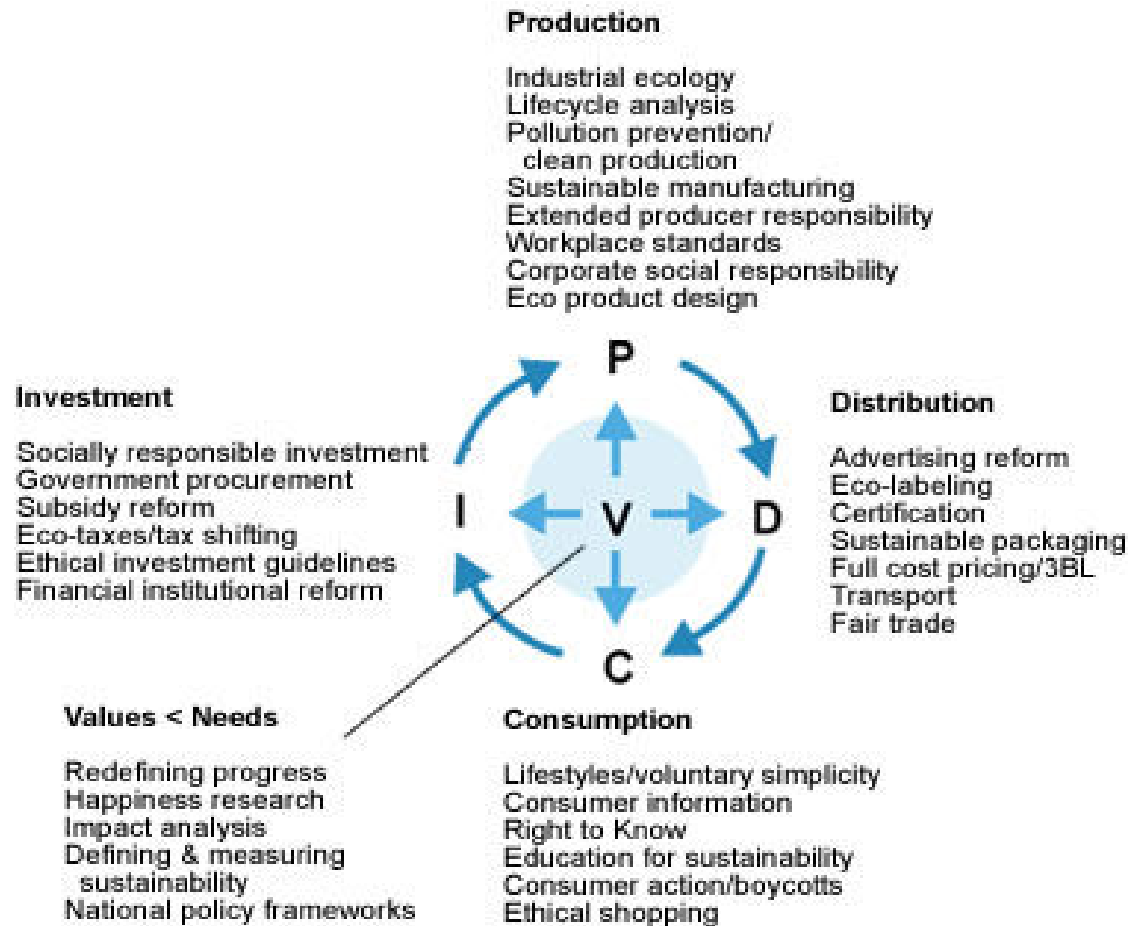 Production
Industrial ecology
Lifecycle analysis
Pollution prevention/
clean production
Sustainable manufacturing
Extended producer responsibility
Workplace standards
Corporate social responsibility
Eco product design
P
Investment
Socially responsible investment
Government procurement
Subsidy reform
Eco-taxes/tax shifting
Ethical investment guidelines
Financial institutional reform
I
V
D
Distribution
Advertising reform
Eco-labeling
Certification
Sustainable packaging
Full cost pricing/3BL
Transport
Fair trade
C
Values < Needs
Redefining progress
Happiness research
Impact analysis
Defining & measuring
sustainability
National policy frameworks
Consumption
Lifestyles/voluntary simplicity
Consumer information
Right to Know
Education for sustainability
Consumer action/boycotts
Ethical shopping